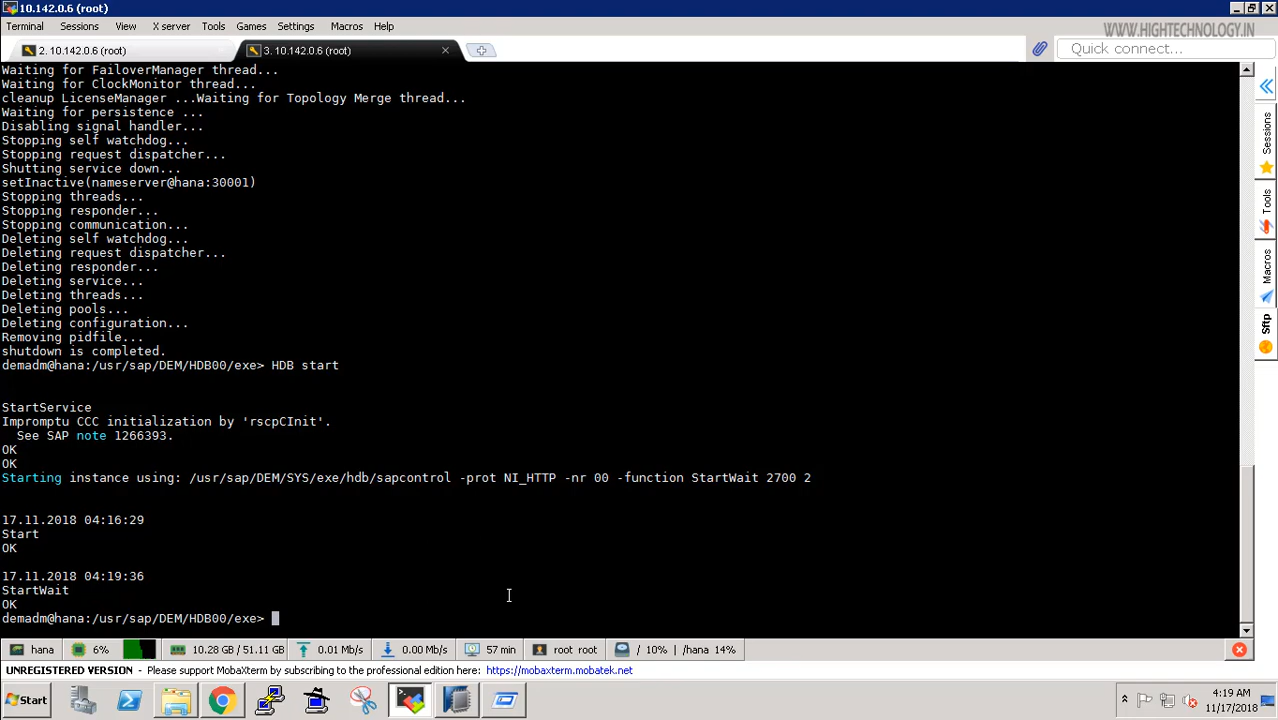 10.142.0.6 (root)
Terminal Sessions View X server Tools Games Settings Macros Help
WWW.HIGHTECHNOLOGY.IN
2. 10.142.0.6 (root)
3. 10.142.0.6 (root)
Quick connect...
Waiting for FailoverManager thread...
Waiting for ClockMonitor thread...
cleanup LicenseManager ...Waiting for Topology Merge thread...
Waiting for persistence ...
Disabling signal handler...
Stopping self watchdog...
Stopping request dispatcher...
Shutting service down...
setInactive(nameserver@hana:30001)
Stopping threads...
Stopping responder...
Stopping communication...
Deleting self watchdog...
Deleting request dispatcher...
Deleting responder...
Deleting service...
Deleting threads...
Deleting pools...
Deleting configuration...
Removing pidfile...
shutdown is completed.
demadm@hana:/usr/sap/DEM/HDB00/exe> HDB start
StartService
Impromptu CCC initialization by 'rscpCInit'.
See SAP note 1266393.
OK
OK
Starting instance using: /usr/sap/DEM/SYS/exe/hdb/sapcontrol -prot NI_HTTP -nr 00 -function StartWait 2700 2
17.11.2018 04:16:29
Start
OK
17.11.2018 04:19:36
StartWait
OK
demadm@hana:/usr/sap/DEM/HDB00/exe>
Sessions
Tools
Macros
Sftp
hana 6% 10.28 GB / 51.11 GB 0.01 Mb/s 0.00 Mb/s 57 min root root / 10% | /hana 14%
UNREGISTERED VERSION - Please support MobaXterm by subscribing to the professional edition here: https://mobaxterm.mobatek.net
Start
1:19 AM
11/17/2018